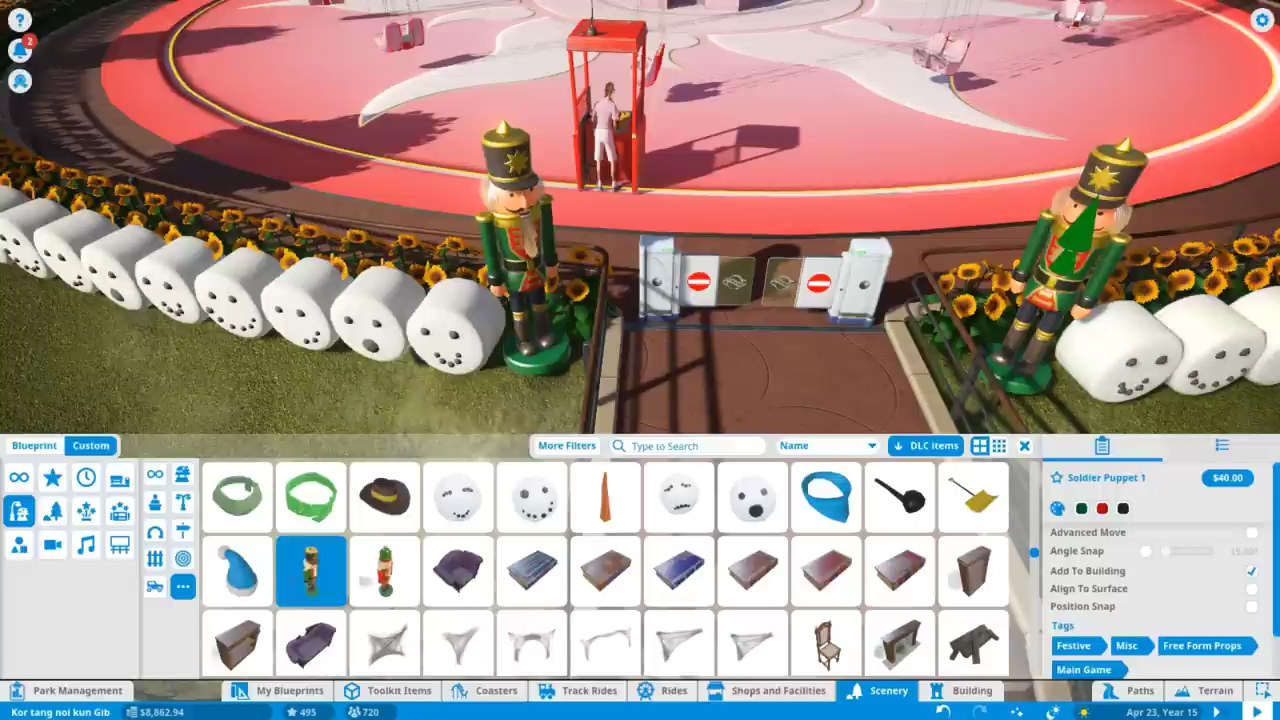 ?
2
Blueprint Custom More Filters Type to Search Name DLC items
Soldier Puppet 1 $40.00
Advanced Move
Angle Snap 15.00°
Add To Building
Align To Surface
Position Snap
Tags
Festive Misc Free Form Props
Main Game
Park Management My Blueprints Toolkit Items Coasters Track Rides Rides Shops and Facilities Scenery Building Paths Terrain
Kor tang noi kun Gib $8,862.94 495 720 Apr 23, Year 15